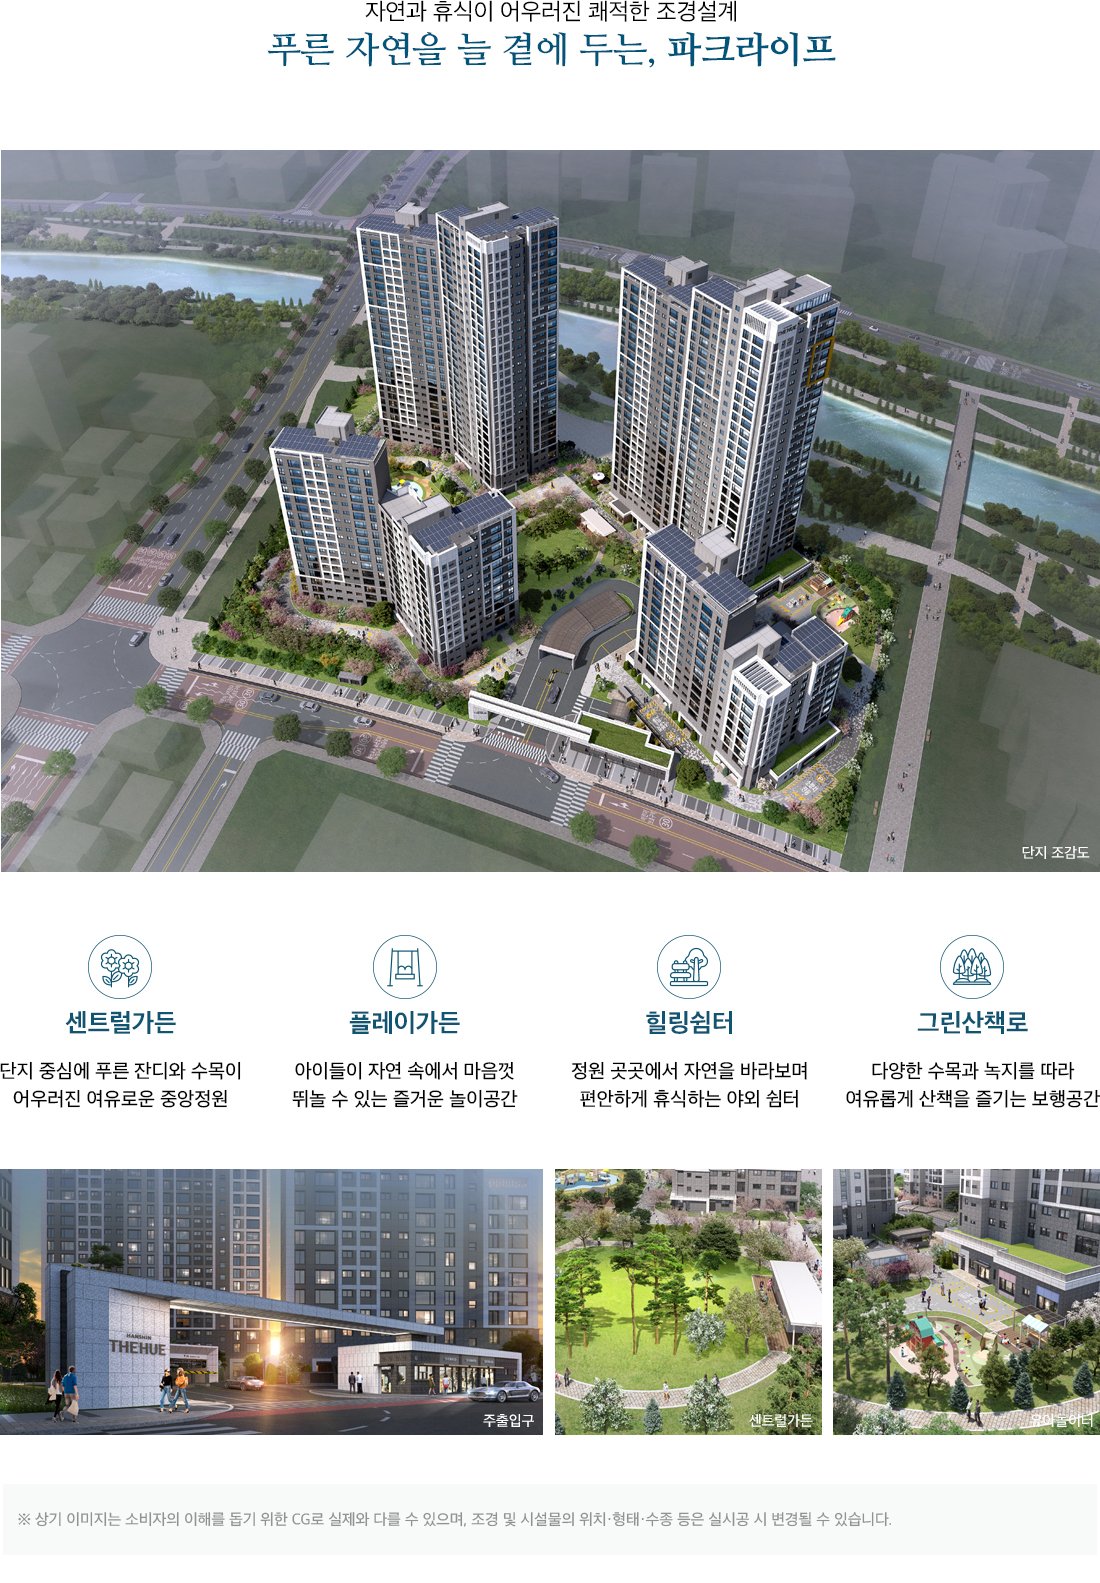 자연과 휴식이 어우러진 쾌적한 조경설계
푸른 자연을 늘 곁에 두는, 파크라이프
단지 조감도
센트럴가든
단지 중심에 푸른 잔디와 수목이
어우러진 여유로운 중앙정원
플레이가든
아이들이 자연 속에서 마음껏
뛰놀 수 있는 즐거운 놀이공간
힐링쉼터
정원 곳곳에서 자연을 바라보며
편안하게 휴식하는 야외 쉼터
그린산책로
다양한 수목과 녹지를 따라
여유롭게 산책을 즐기는 보행공간
HANSHIN
THEHUE
주출입구
센트럴가든
유아놀이터
※ 상기 이미지는 소비자의 이해를 돕기 위한 CG로 실제와 다를 수 있으며, 조경 및 시설물의 위치·형태·수종 등은 실시공 시 변경될 수 있습니다.